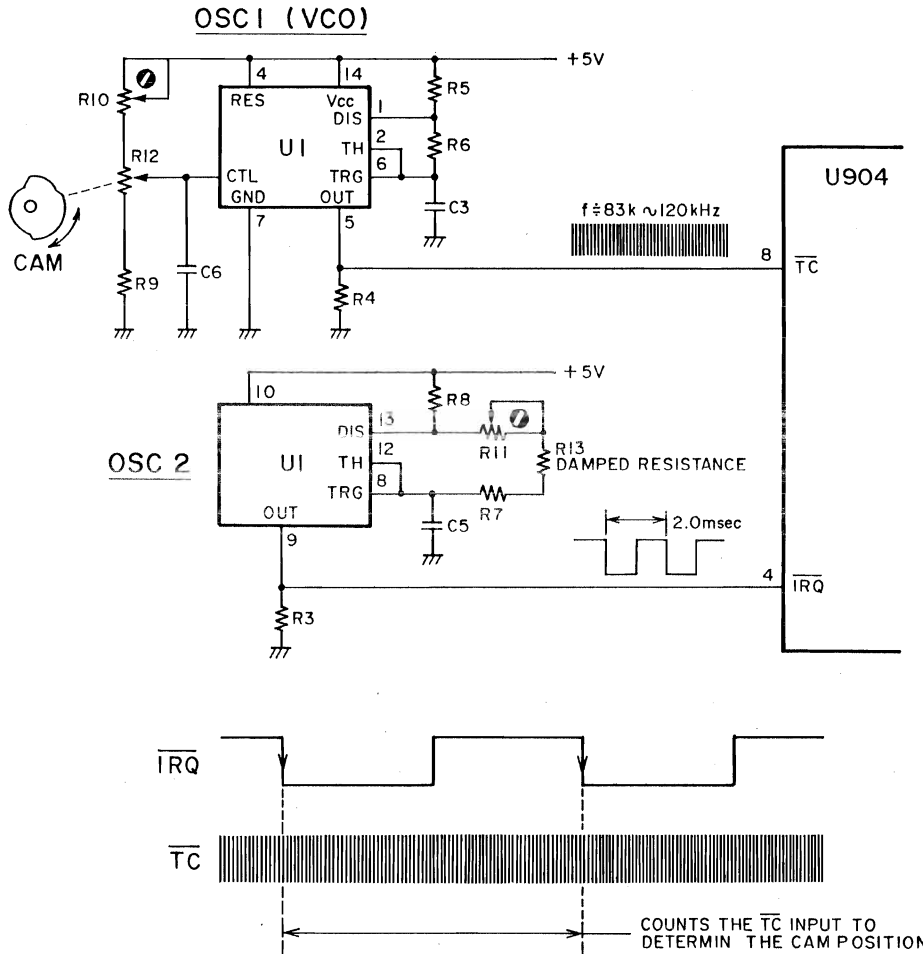 OSC1 (VCO)
+5V
4
14
R5
R10
RES
Vcc
1
DIS
2
R6
U1
TH
6
R12
TRG
U904
CTL
GND
OUT
C3
7
5
f≑83k~120kHz
CAM
C6
8
TC
R9
R4
+5V
10
R8
13
DIS
R11
R13
DAMPED RESISTANCE
12
OSC 2
U1
TH
8
TRG
R7
OUT
C5
9
2.0msec
4
IRQ
R3
IRQ
TC
COUNTS THE TC INPUT TO
DETERMIN THE CAM POSITION